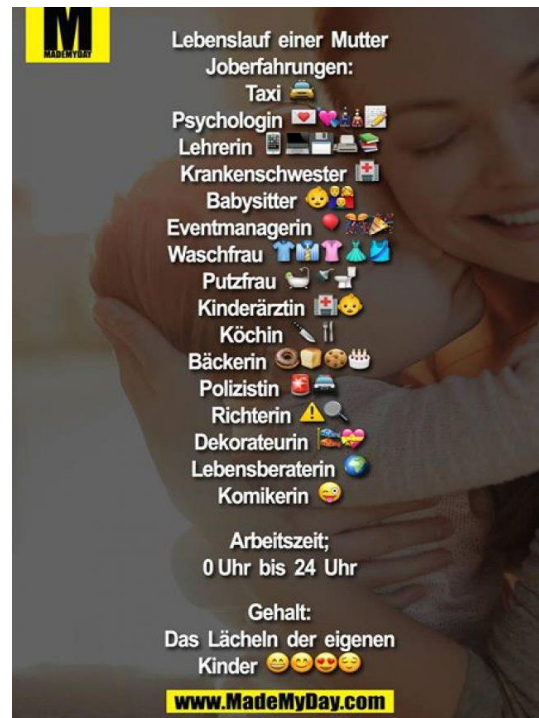 M
MADEMYDAY
Lebenslauf einer Mutter
Joberfahrungen:
Taxi 🚖
Psychologin 💌💘🎎📝
Lehrerin 📱💻💾📠📚
Krankenschwester 🏥
Babysitter 👶👪
Eventmanagerin 🎈🎊🎉
Waschfrau 👕👔👚👗🎽
Putzfrau 🛀🚿🚽
Kinderärztin 🏥👶
Köchin 🔪🍴
Bäckerin 🍩🍞🍪🎂
Polizistin 🚨🚔
Richterin ⚠️🔍
Dekorateurin 🎏💝
Lebensberaterin 🌍
Komikerin 😜
Arbeitszeit;
0 Uhr bis 24 Uhr
Gehalt:
Das Lächeln der eigenen
Kinder 😄😊😍😌
www.MadeMyDay.com